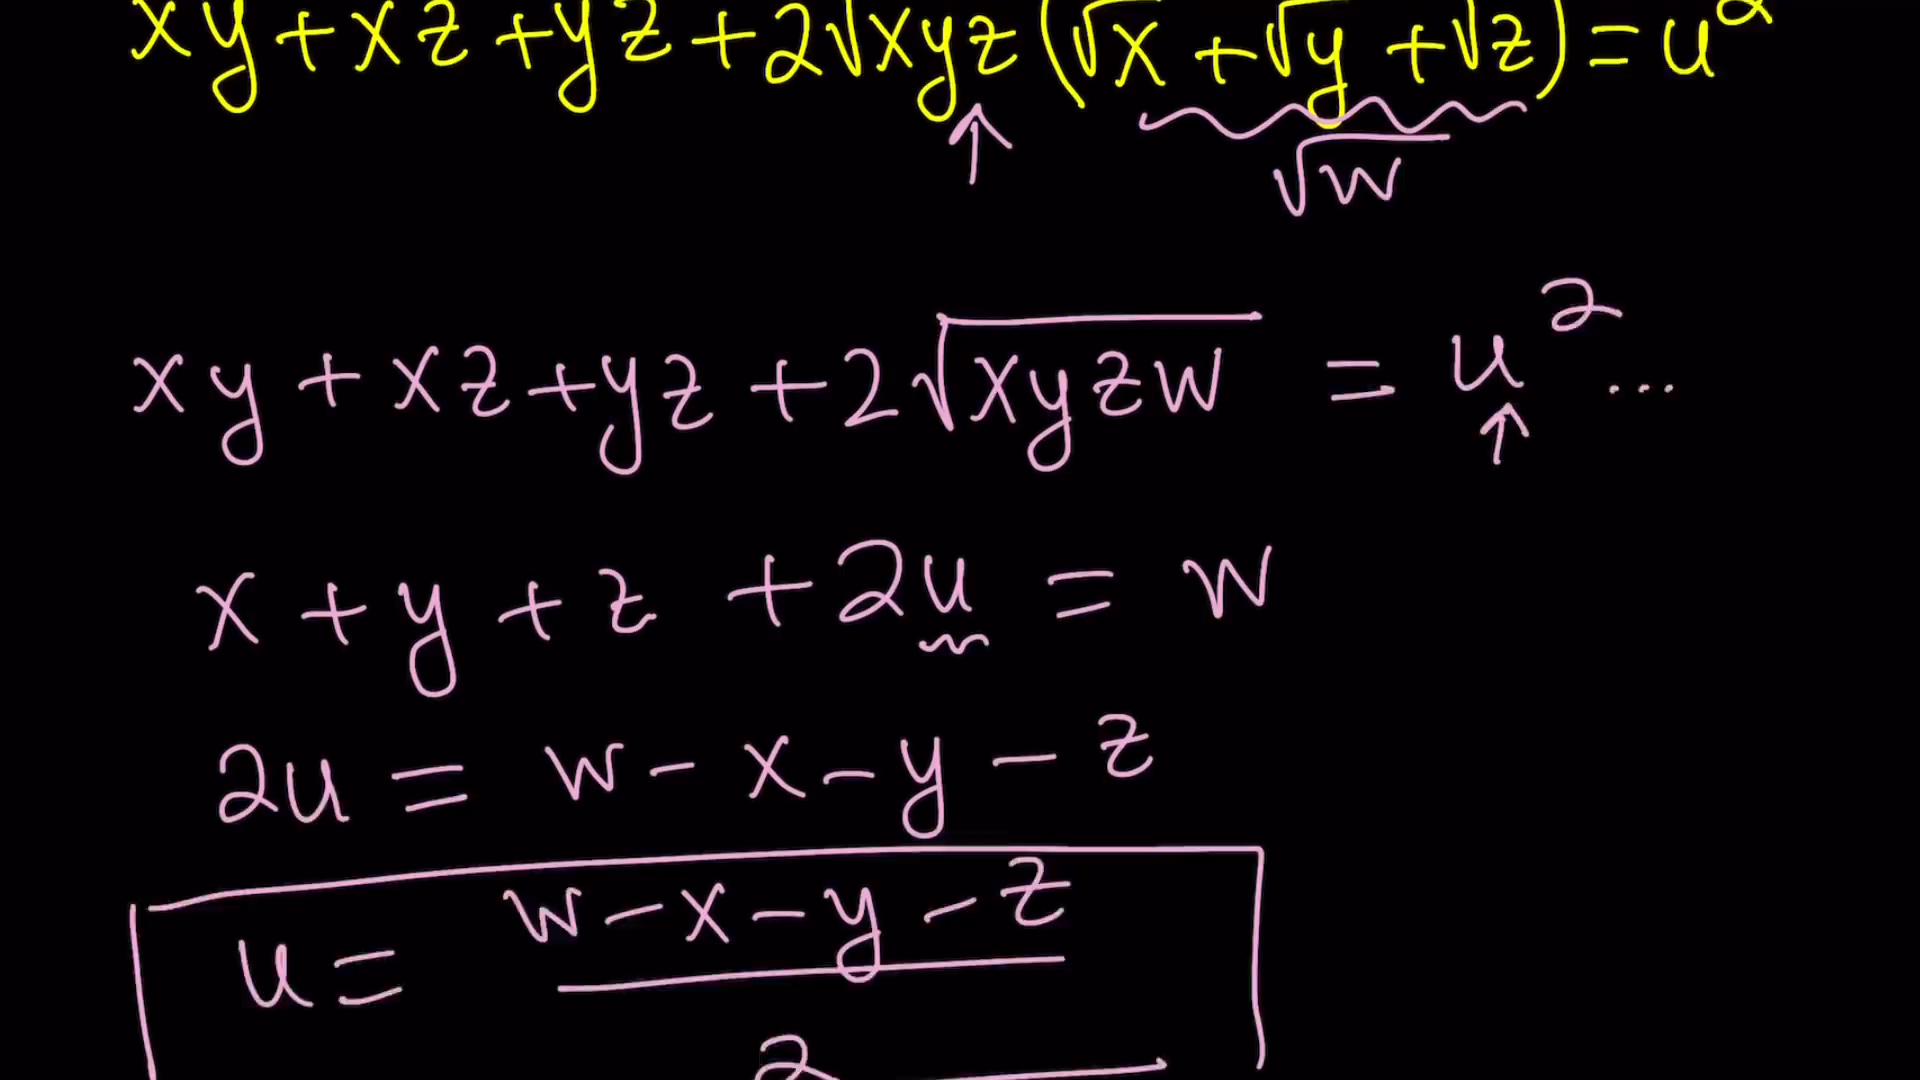 xy+xz+yz+2√xyz(√x+√y+√z)=u²
↑
√w
xy+xz+yz+2√xyzw = u² ...
↑
x+y+z+2u = w
2u = w-x-y-z
w-x-y-z
u=
2